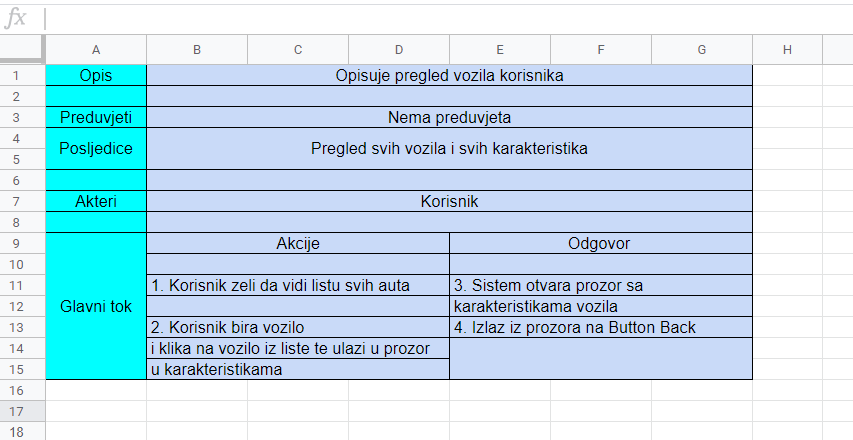 fx
A B C D E F G H
1 Opis Opisuje pregled vozila korisnika
2
3 Preduvjeti Nema preduvjeta
4
Posljedice Pregled svih vozila i svih karakteristika
5
6
7 Akteri Korisnik
8
9 Akcije Odgovor
10
11 1. Korisnik zeli da vidi listu svih auta 3. Sistem otvara prozor sa
12 Glavni tok karakteristikama vozila
13 2. Korisnik bira vozilo 4. Izlaz iz prozora na Button Back
14 i klika na vozilo iz liste te ulazi u prozor
15 u karakteristikama
16
17
18